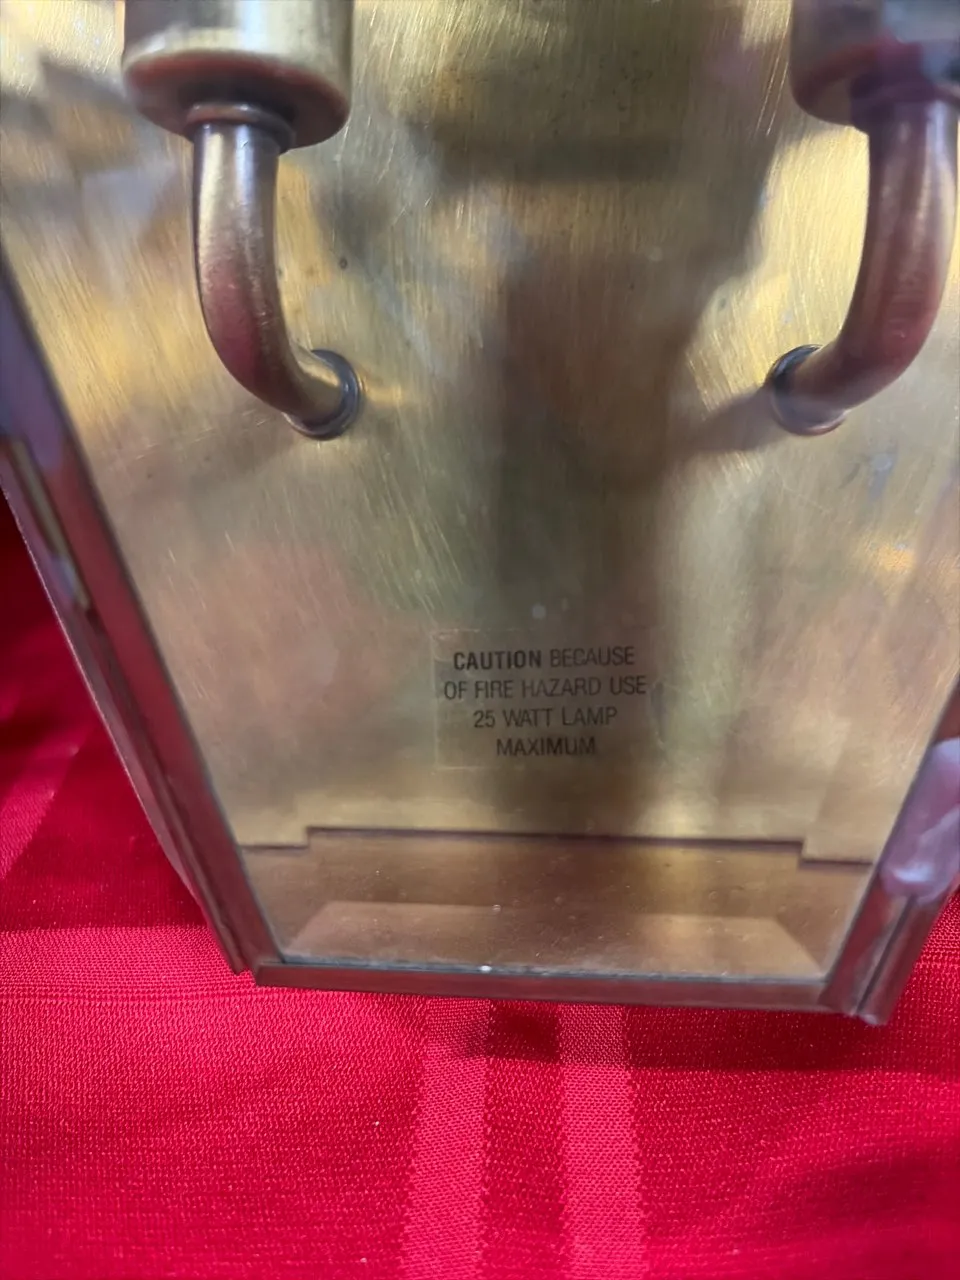 CAUTION BECAUSE
OF FIRE HAZARD USE
25 WATT LAMP
MAXIMUM